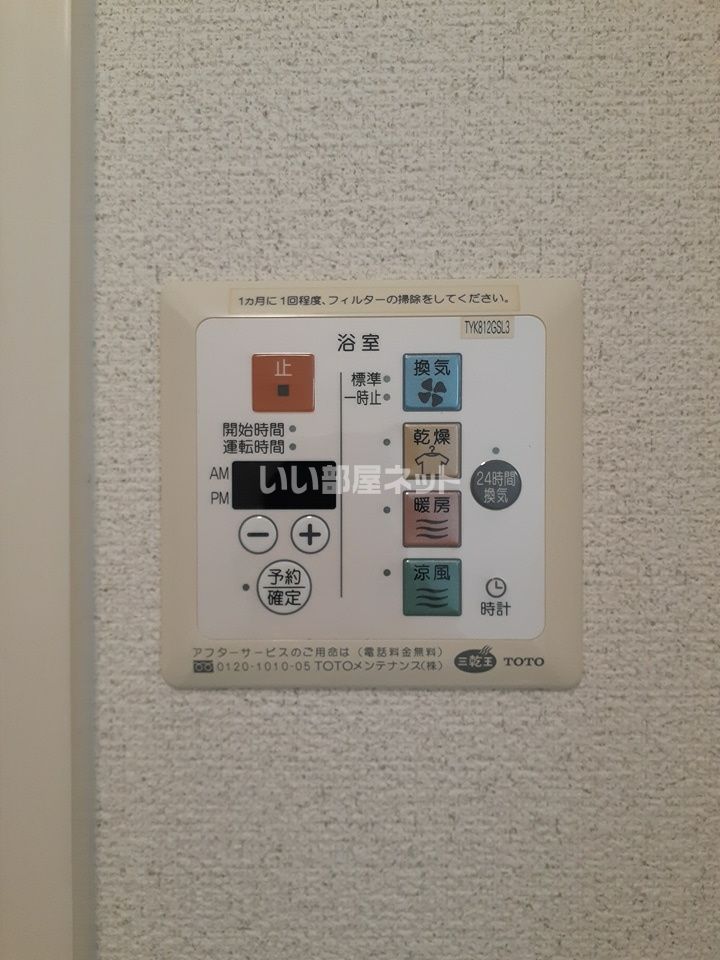 1カ月に1回程度、フィルターの掃除をしてください。
TYK812GSL3
浴室
止
換気
標準
一時止
開始時間
運転時間
乾燥
AM
PM
いい部屋ネット
24時間
換気
暖房
予約
確定
涼風
時計
アフターサービスのご用命は（電話料金無料）
0120-1010-05 TOTOメンテナンス(株)
三乾王 TOTO